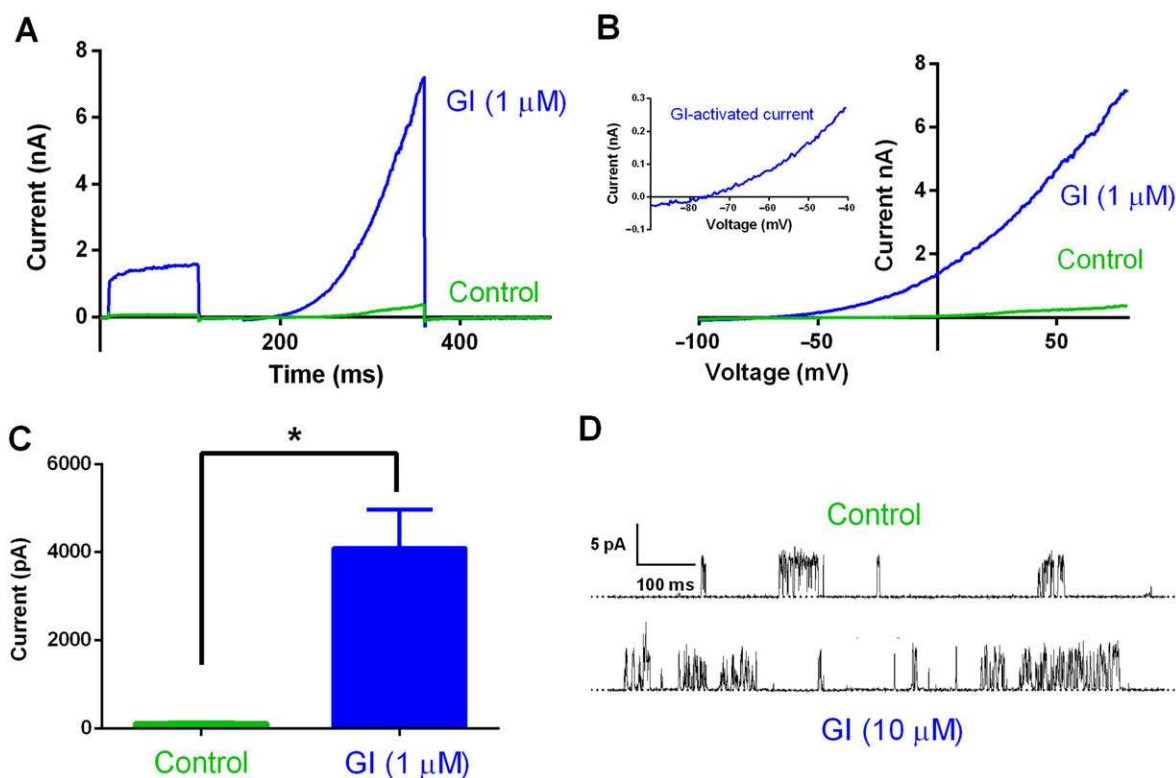 A
Current (nA)
8
6
4
2
0
200
400
Time (ms)
GI (1 μM)
Control
B
Current (nA)
0.3
0.2
0.1
0.0
−0.1
GI-activated current
−80
−70
−60
−50
−40
Voltage (mV)
Current nA)
8
6
4
2
−100
−50
0
50
Voltage (mV)
GI (1 μM)
Control
C
Current (pA)
6000
4000
2000
0
*
Control
GI (1 μM)
D
Control
5 pA
100 ms
GI (10 μM)